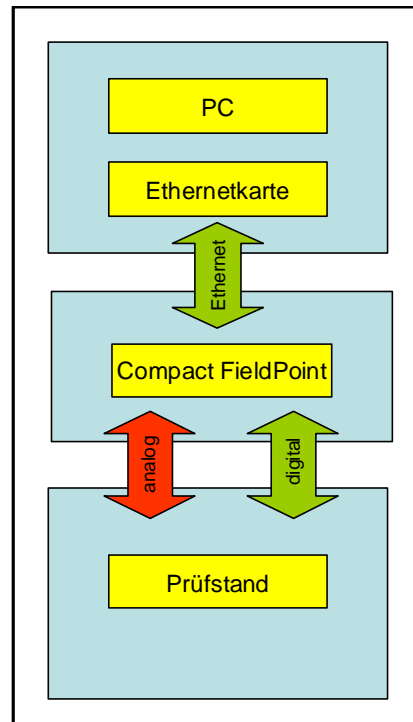 PC
Ethernetkarte
Ethernet
Compact FieldPoint
analog
digital
Prüfstand